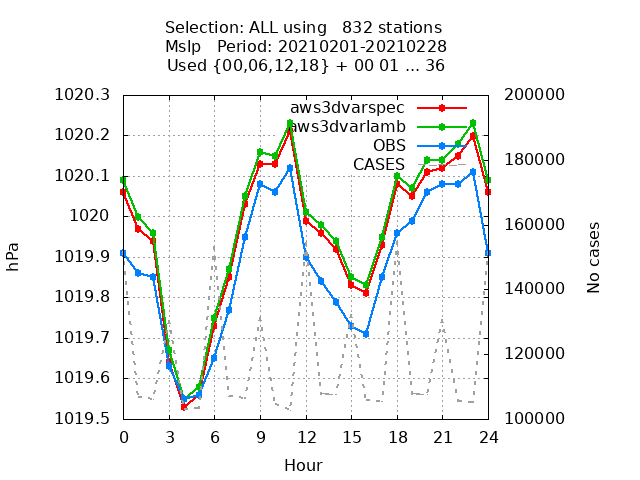 Selection: ALL using   832 stations
Mslp   Period: 20210201-20210228
Used {00,06,12,18} + 00 01 ... 36
aws3dvarspec
aws3dvarlamb
OBS
CASES
1020.3
1020.2
1020.1
1020
1019.9
1019.8
1019.7
1019.6
1019.5
hPa
200000
180000
160000
140000
120000
100000
No cases
0 3 6 9 12 15 18 21 24
Hour